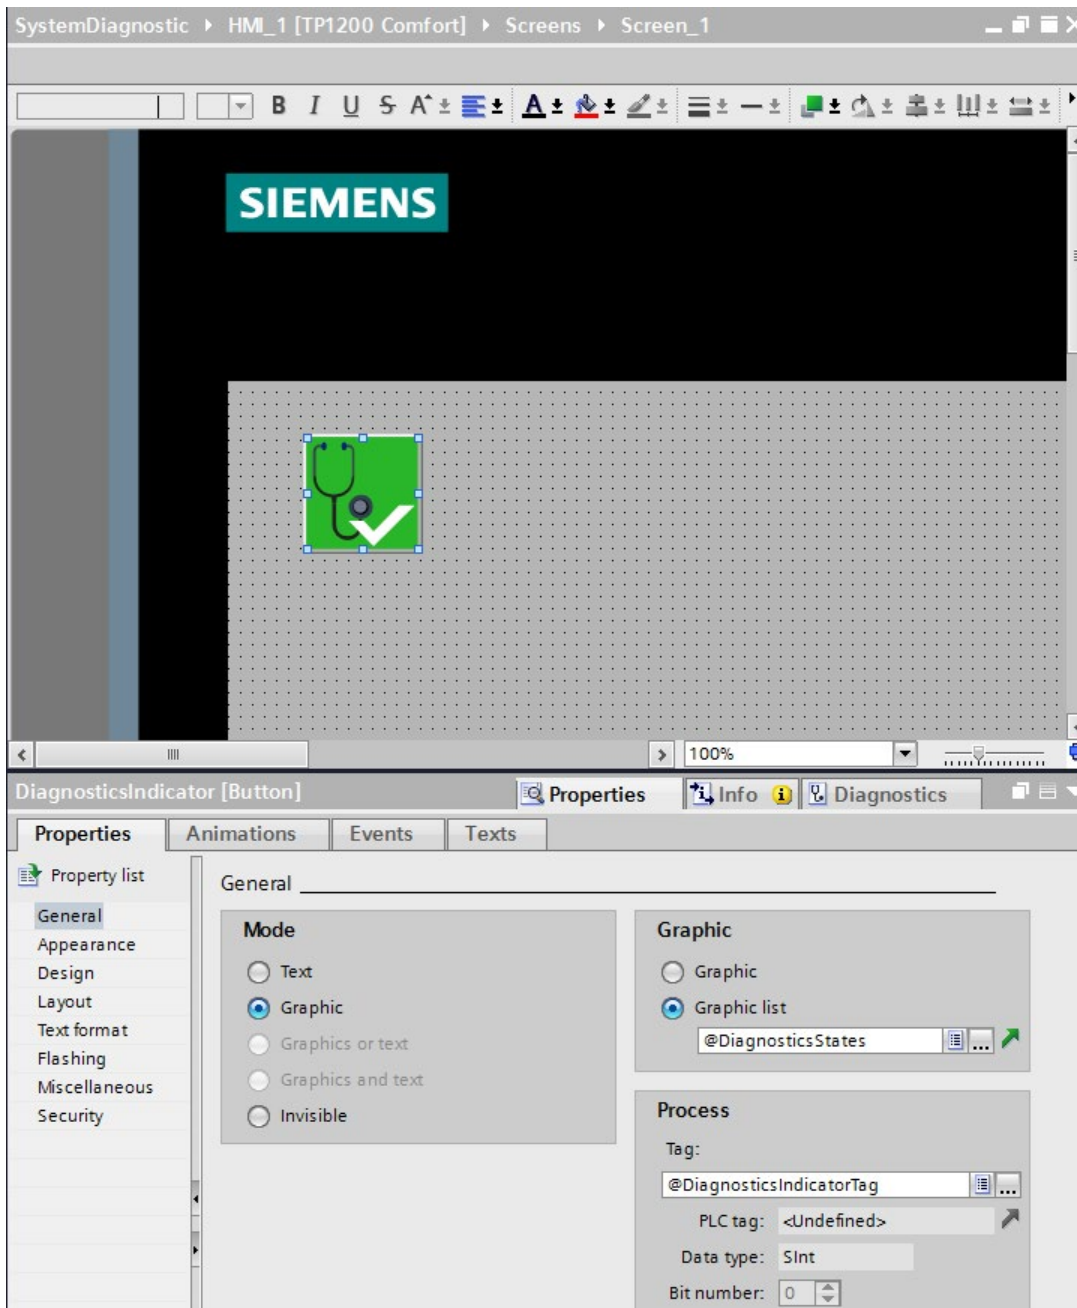 SystemDiagnostic ▸ HMI_1 [TP1200 Comfort] ▸ Screens ▸ Screen_1
B I U S A A
SIEMENS
100%
DiagnosticsIndicator [Button]
Properties Info Diagnostics
Properties Animations Events Texts
Property list
General
Appearance
Design
Layout
Text format
Flashing
Miscellaneous
Security
General
Mode
Text
Graphic
Graphics or text
Graphics and text
Invisible
Graphic
Graphic
Graphic list
@DiagnosticsStates
...
Process
Tag:
@DiagnosticsIndicatorTag
...
PLC tag: <Undefined>
Data type: SInt
Bit number: 0